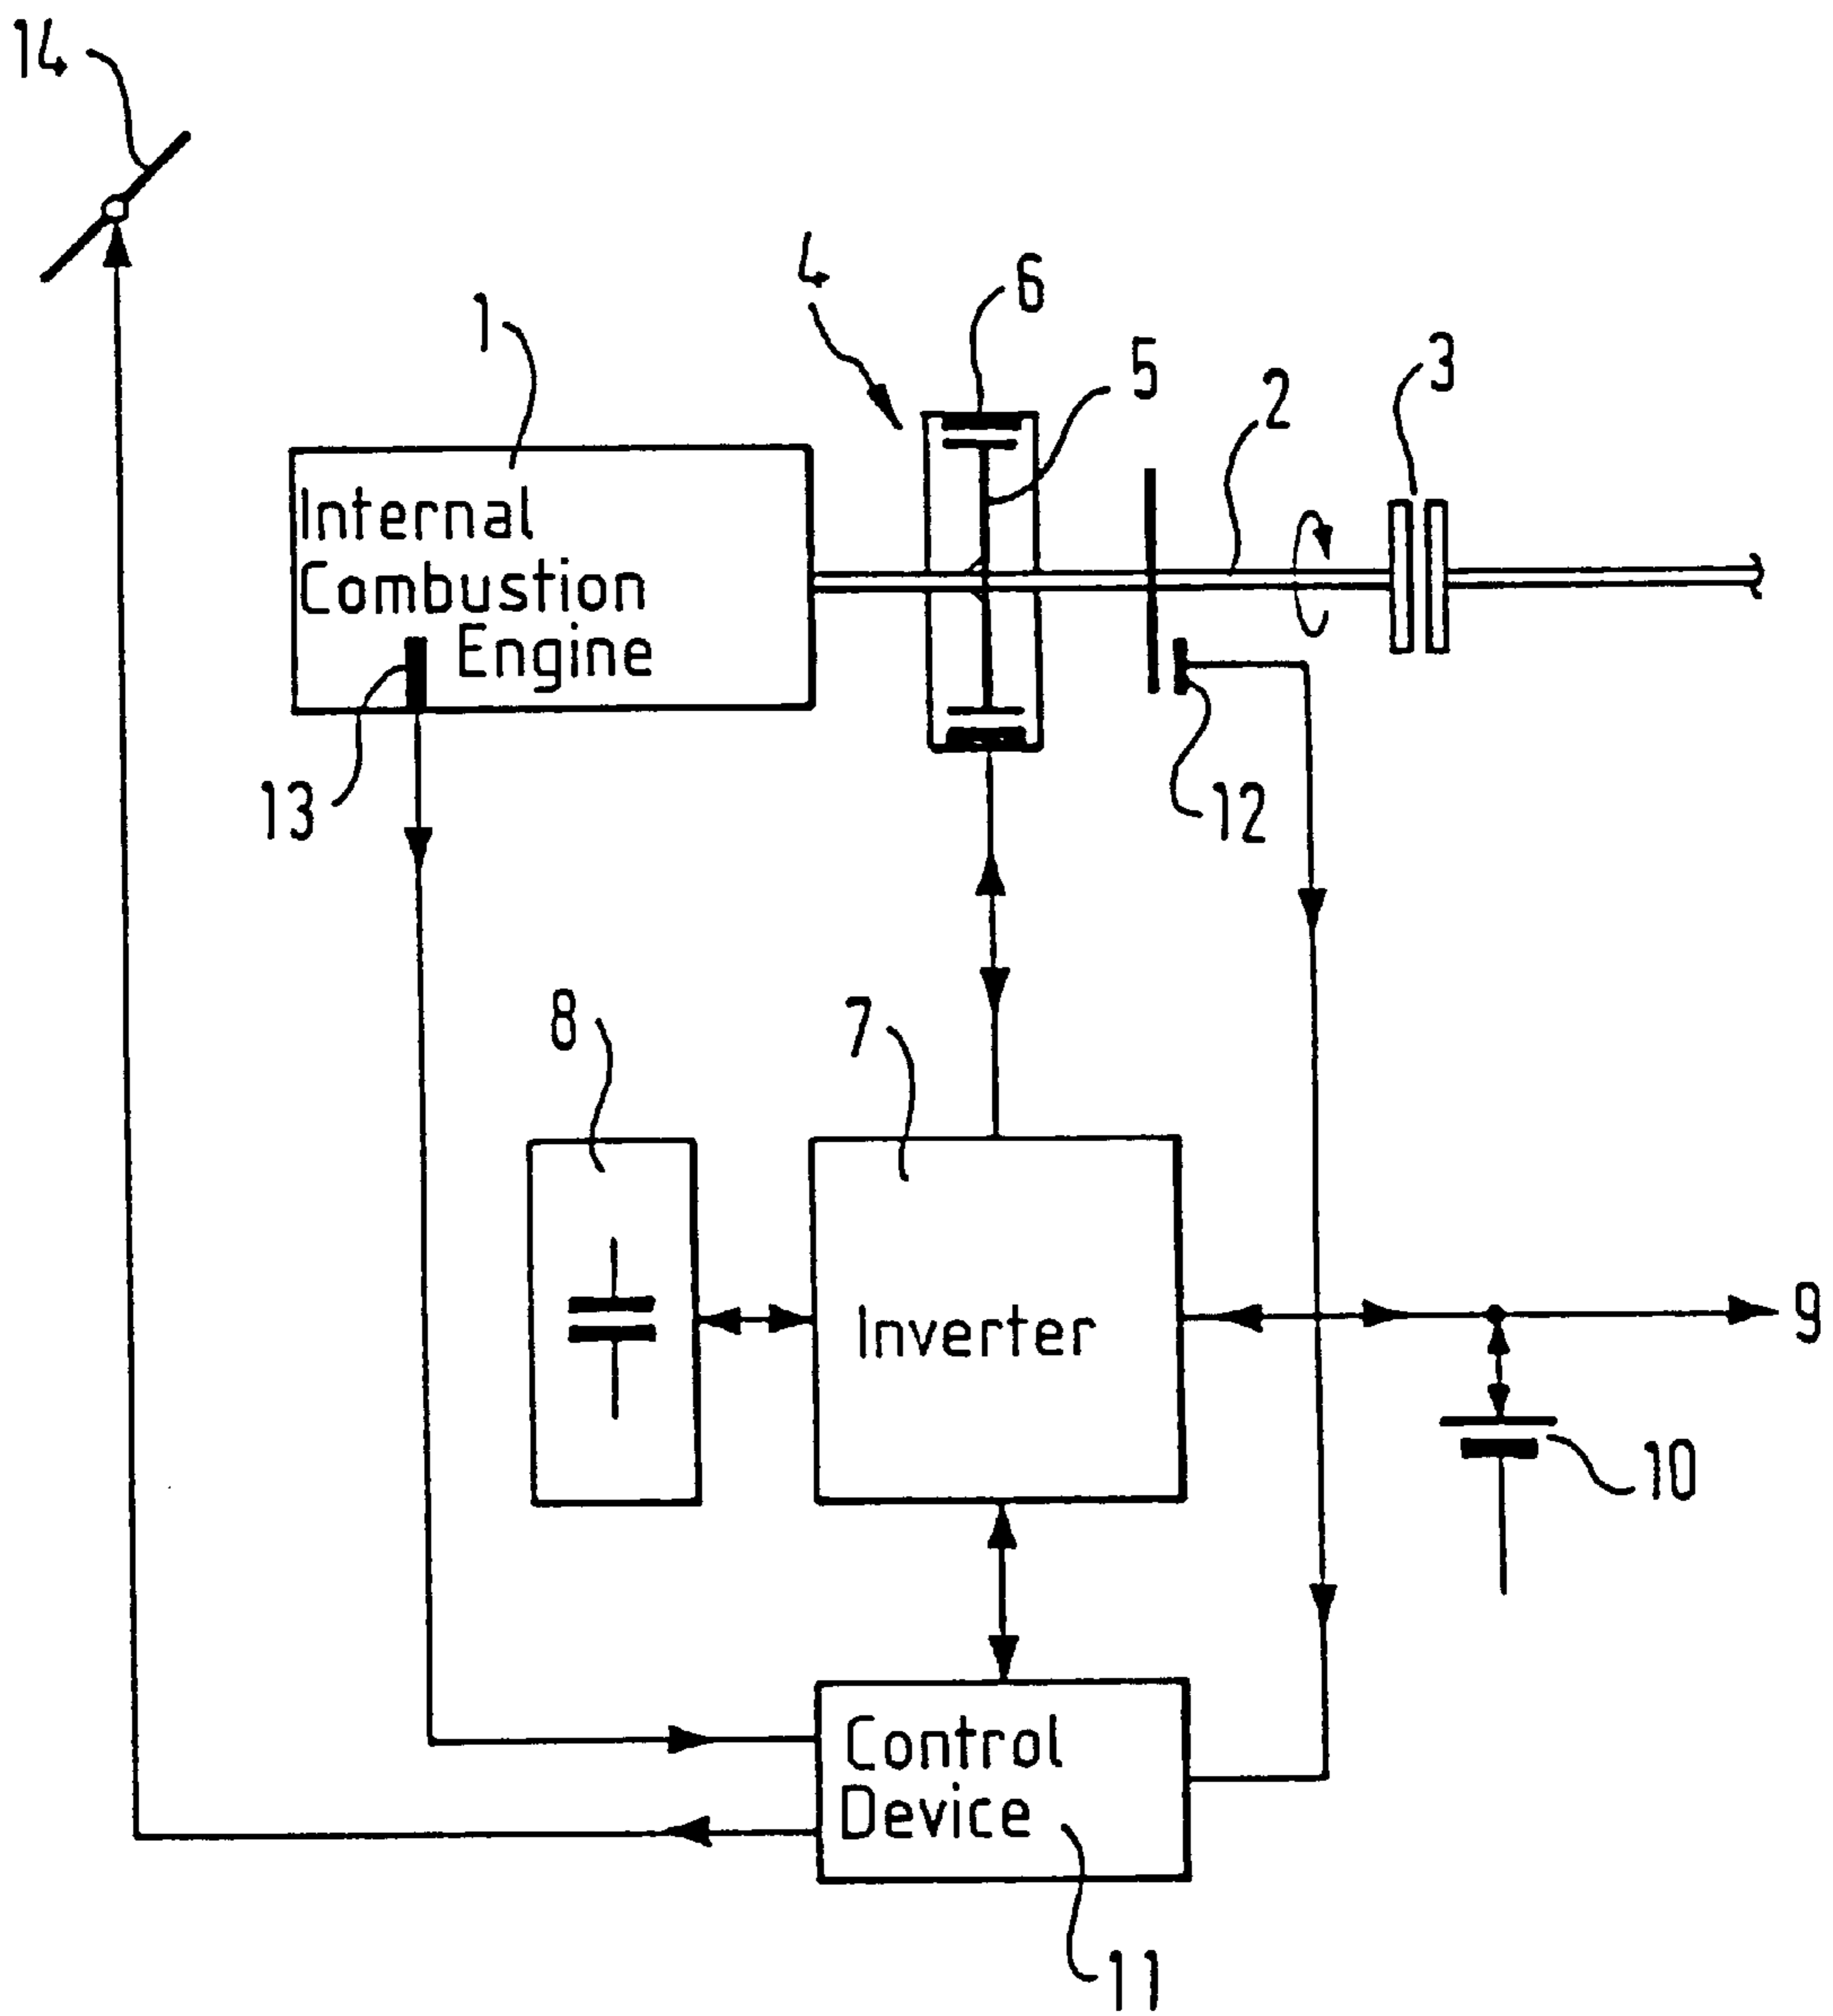 14
4
6
1
5
2
3
Internal
Combustion
Engine
13
12
8
7
9
Inverter
10
Control
Device
11